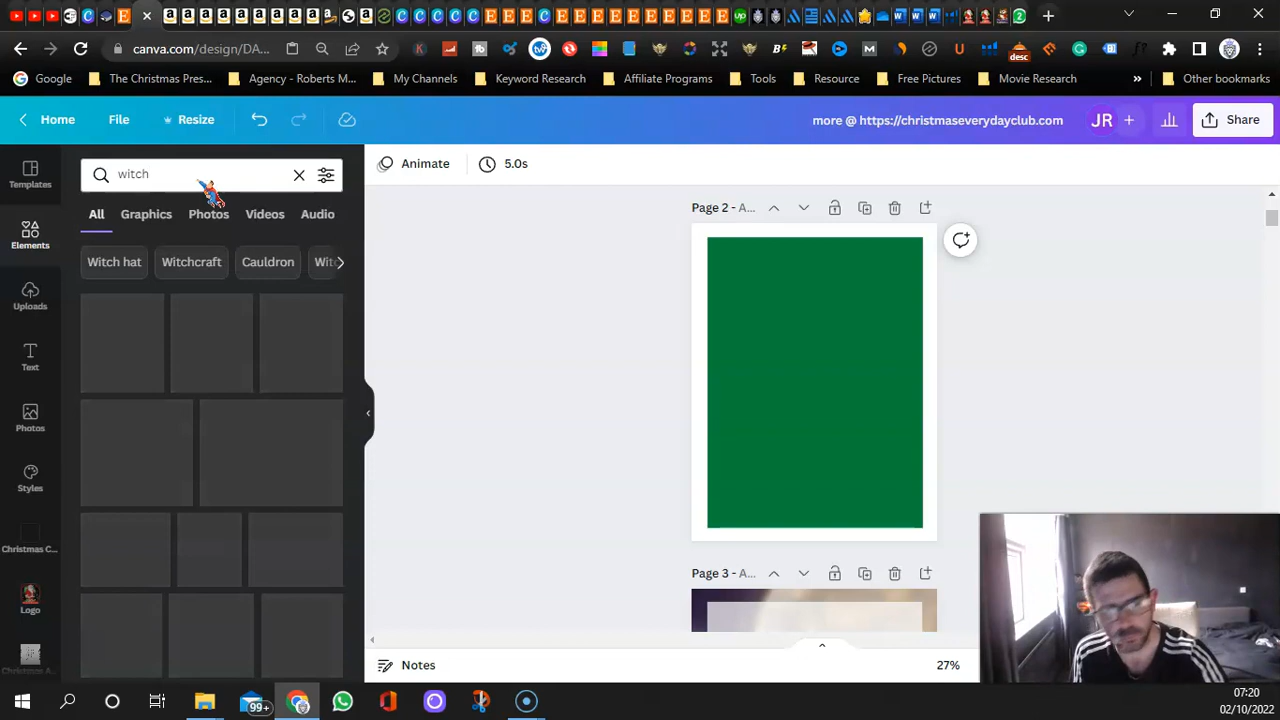 canva.com/design/DA...
Google
The Christmas Pres...
Agency - Roberts M...
My Channels
Keyword Research
Affiliate Programs
Tools
Resource
Free Pictures
Movie Research
»
Other bookmarks
Home
File
Resize
more @ https://christmaseverydayclub.com
JR
+
Share
Templates
Elements
Uploads
Text
Photos
Styles
Christmas C...
Logo
witch
All
Graphics
Photos
Videos
Audio
Witch hat
Witchcraft
Cauldron
Animate
5.0s
Page 2 - A...
Page 3 - A...
Notes
27%
99+
07:20
02/10/2022